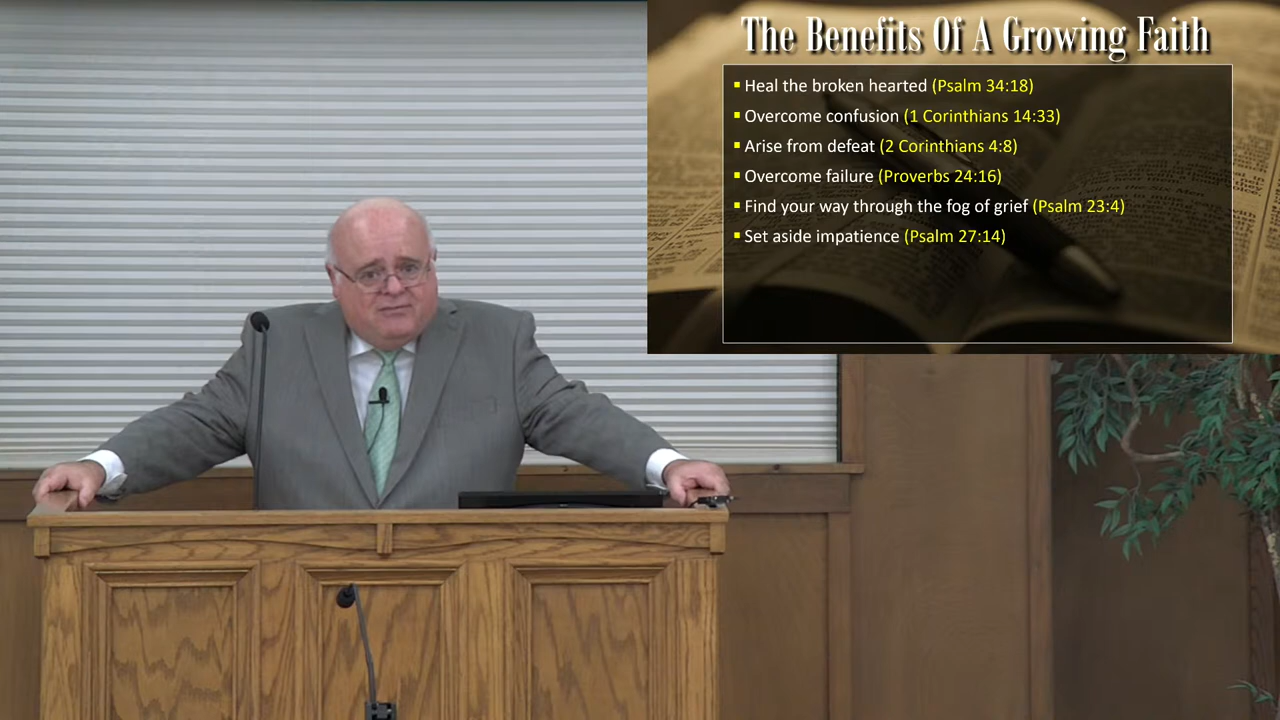 The Benefits Of A Growing Faith
Heal the broken hearted (Psalm 34:18)
Overcome confusion (1 Corinthians 14:33)
Arise from defeat (2 Corinthians 4:8)
Overcome failure (Proverbs 24:16)
Find your way through the fog of grief (Psalm 23:4)
Set aside impatience (Psalm 27:14)